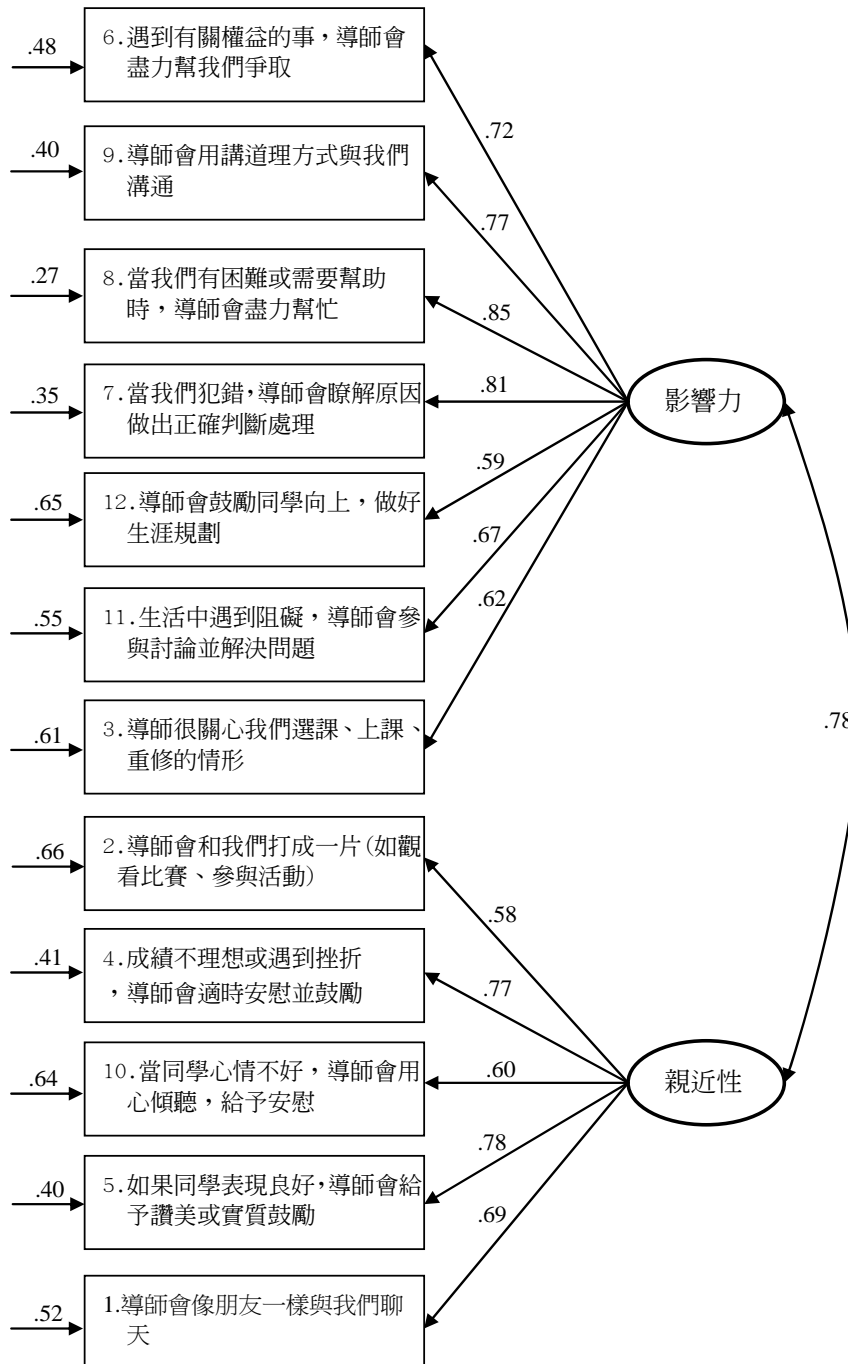 .48
6.遇到有關權益的事，導師會
盡力幫我們爭取
.72
.40
9.導師會用講道理方式與我們
溝通
.77
.27
8.當我們有困難或需要幫助
時，導師會盡力幫忙
.85
.35
7.當我們犯錯，導師會瞭解原因
做出正確判斷處理
.81
影響力
.65
12.導師會鼓勵同學向上，做好
生涯規劃
.59
.55
11.生活中遇到阻礙，導師會參
與討論並解決問題
.67
.61
3.導師很關心我們選課、上課、
重修的情形
.62
.78
.66
2.導師會和我們打成一片(如觀
看比賽、參與活動)
.58
.41
4.成績不理想或遇到挫折
，導師會適時安慰並鼓勵
.77
.64
10.當同學心情不好，導師會用
心傾聽，給予安慰
.60
親近性
.40
5.如果同學表現良好，導師會給
予讚美或實質鼓勵
.78
.52
1.導師會像朋友一樣與我們聊
天
.69